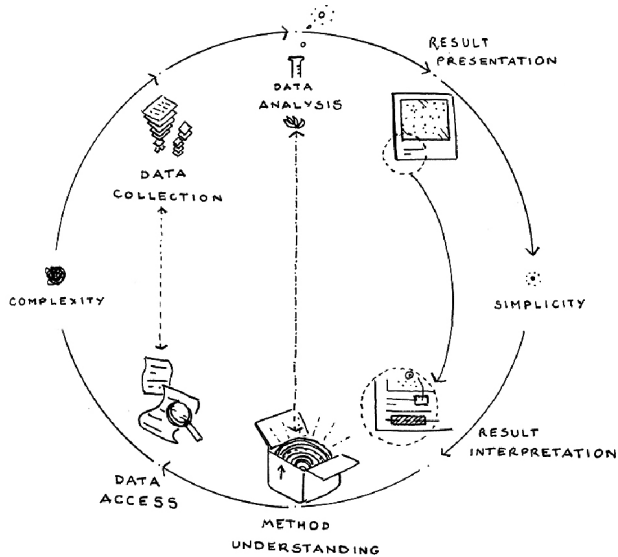 RESULT
PRESENTATION
DATA
ANALYSIS
DATA
COLLECTION
COMPLEXITY
SIMPLICITY
RESULT
INTERPRETATION
DATA
ACCESS
METHOD
UNDERSTANDING